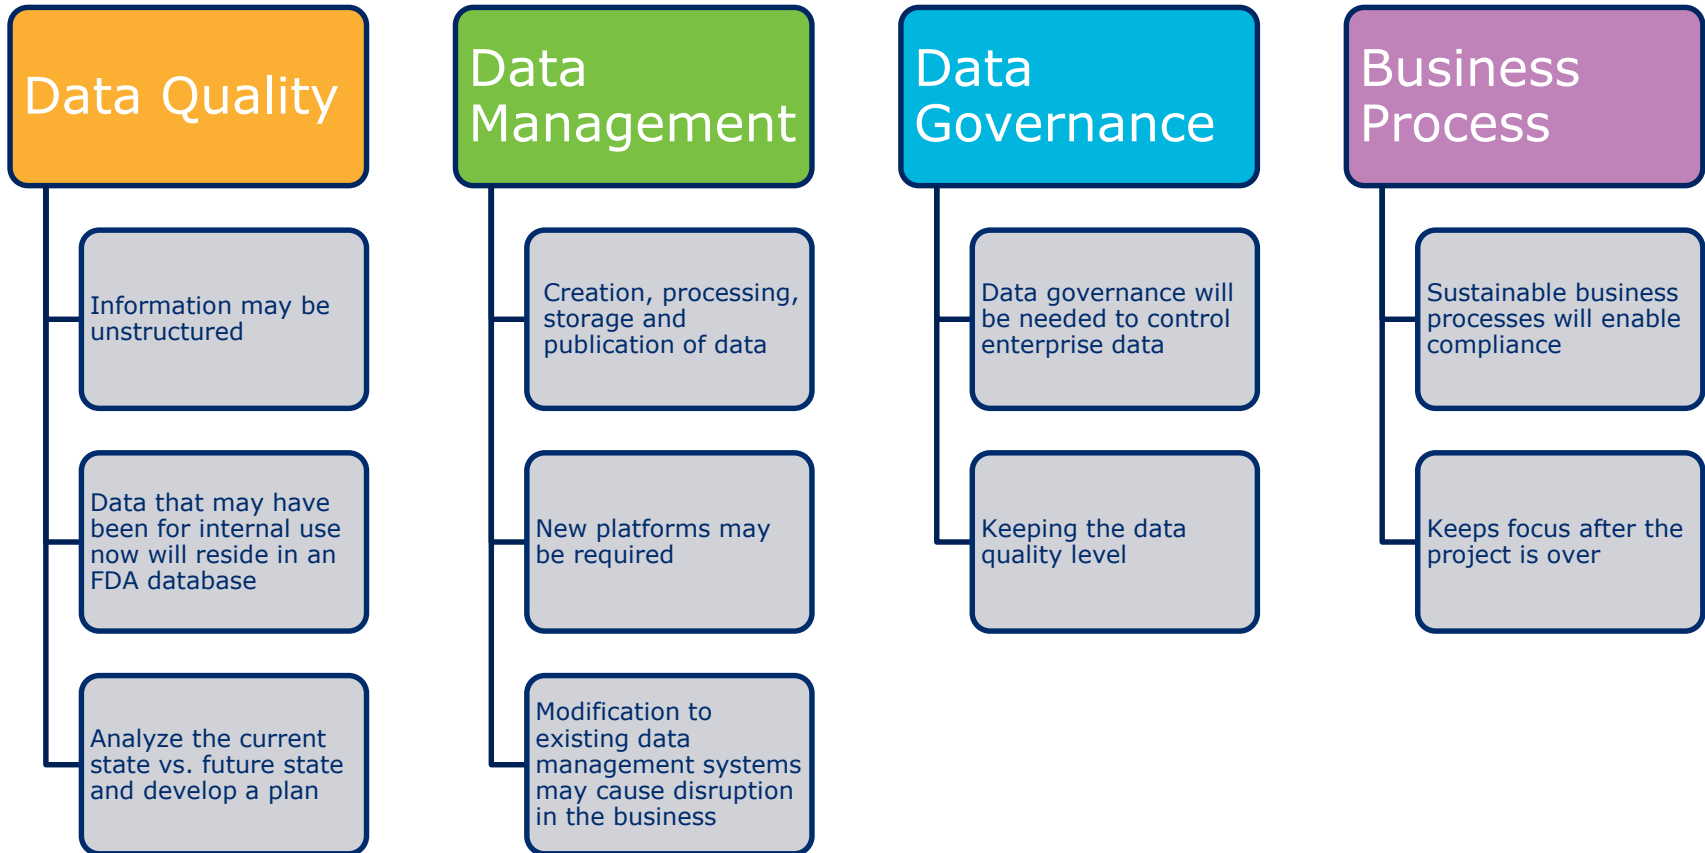 Data Quality
Information may be
unstructured
Data that may have
been for internal use
now will reside in an
FDA database
Analyze the current
state vs. future state
and develop a plan
Data
Management
Creation, processing,
storage and
publication of data
New platforms may
be required
Modification to
existing data
management systems
may cause disruption
in the business
Data
Governance
Data governance will
be needed to control
enterprise data
Keeping the data
quality level
Business
Process
Sustainable business
processes will enable
compliance
Keeps focus after the
project is over